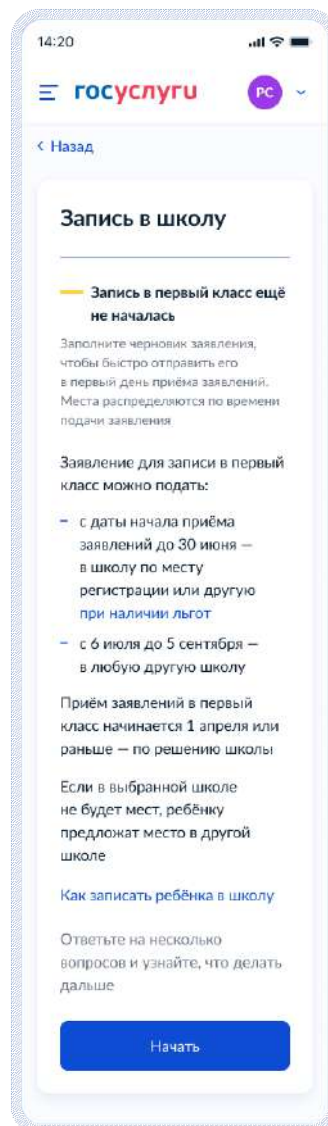 14:20
госуслуги
РС
Назад
Запись в школу
Запись в первый класс ещё
не началась
Заполните черновик заявления,
чтобы быстро отправить его
в первый день приёма заявлений.
Места распределяются по времени
подачи заявления
Заявление для записи в первый
класс можно подать:
– с даты начала приёма
заявлений до 30 июня —
в школу по месту
регистрации или другую
при наличии льгот
– с 6 июля до 5 сентября —
в любую другую школу
Приём заявлений в первый
класс начинается 1 апреля или
раньше — по решению школы
Если в выбранной школе
не будет мест, ребёнку
предложат место в другой
школе
Как записать ребёнка в школу
Ответьте на несколько
вопросов и узнайте, что делать
дальше
Начать